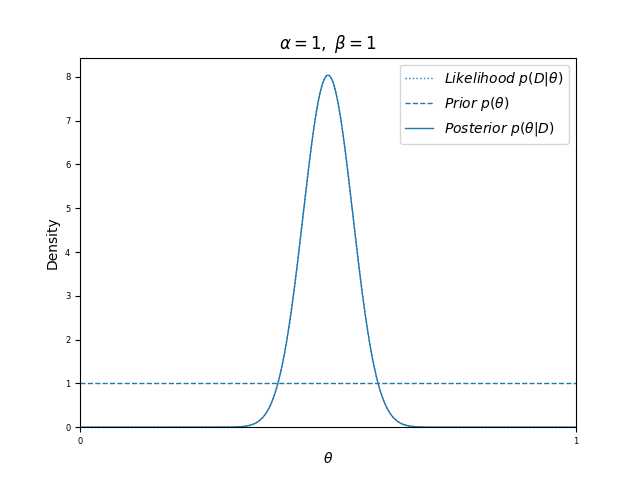 α = 1, β = 1
Likelihood p(D|θ)
Prior p(θ)
Posterior p(θ|D)
8
7
6
5
4
3
2
1
0
Density
0 1
θ